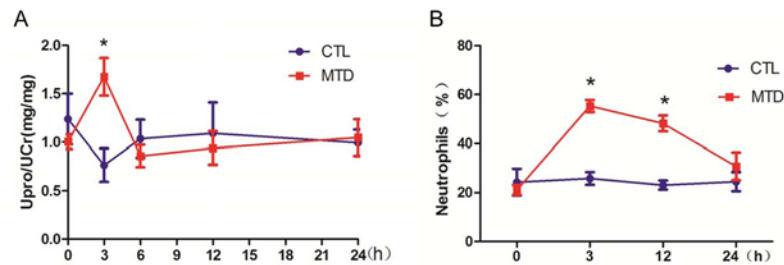 A
*
CTL
MTD
Upro/UCr(mg/mg)
2.0
1.5
1.0
0.5
0.0
0 3 6 9 12 15 18 21 24(h)
B
CTL
MTD
* *
Neutrophils (%)
80
60
40
20
0
0 3 12 24 (h)